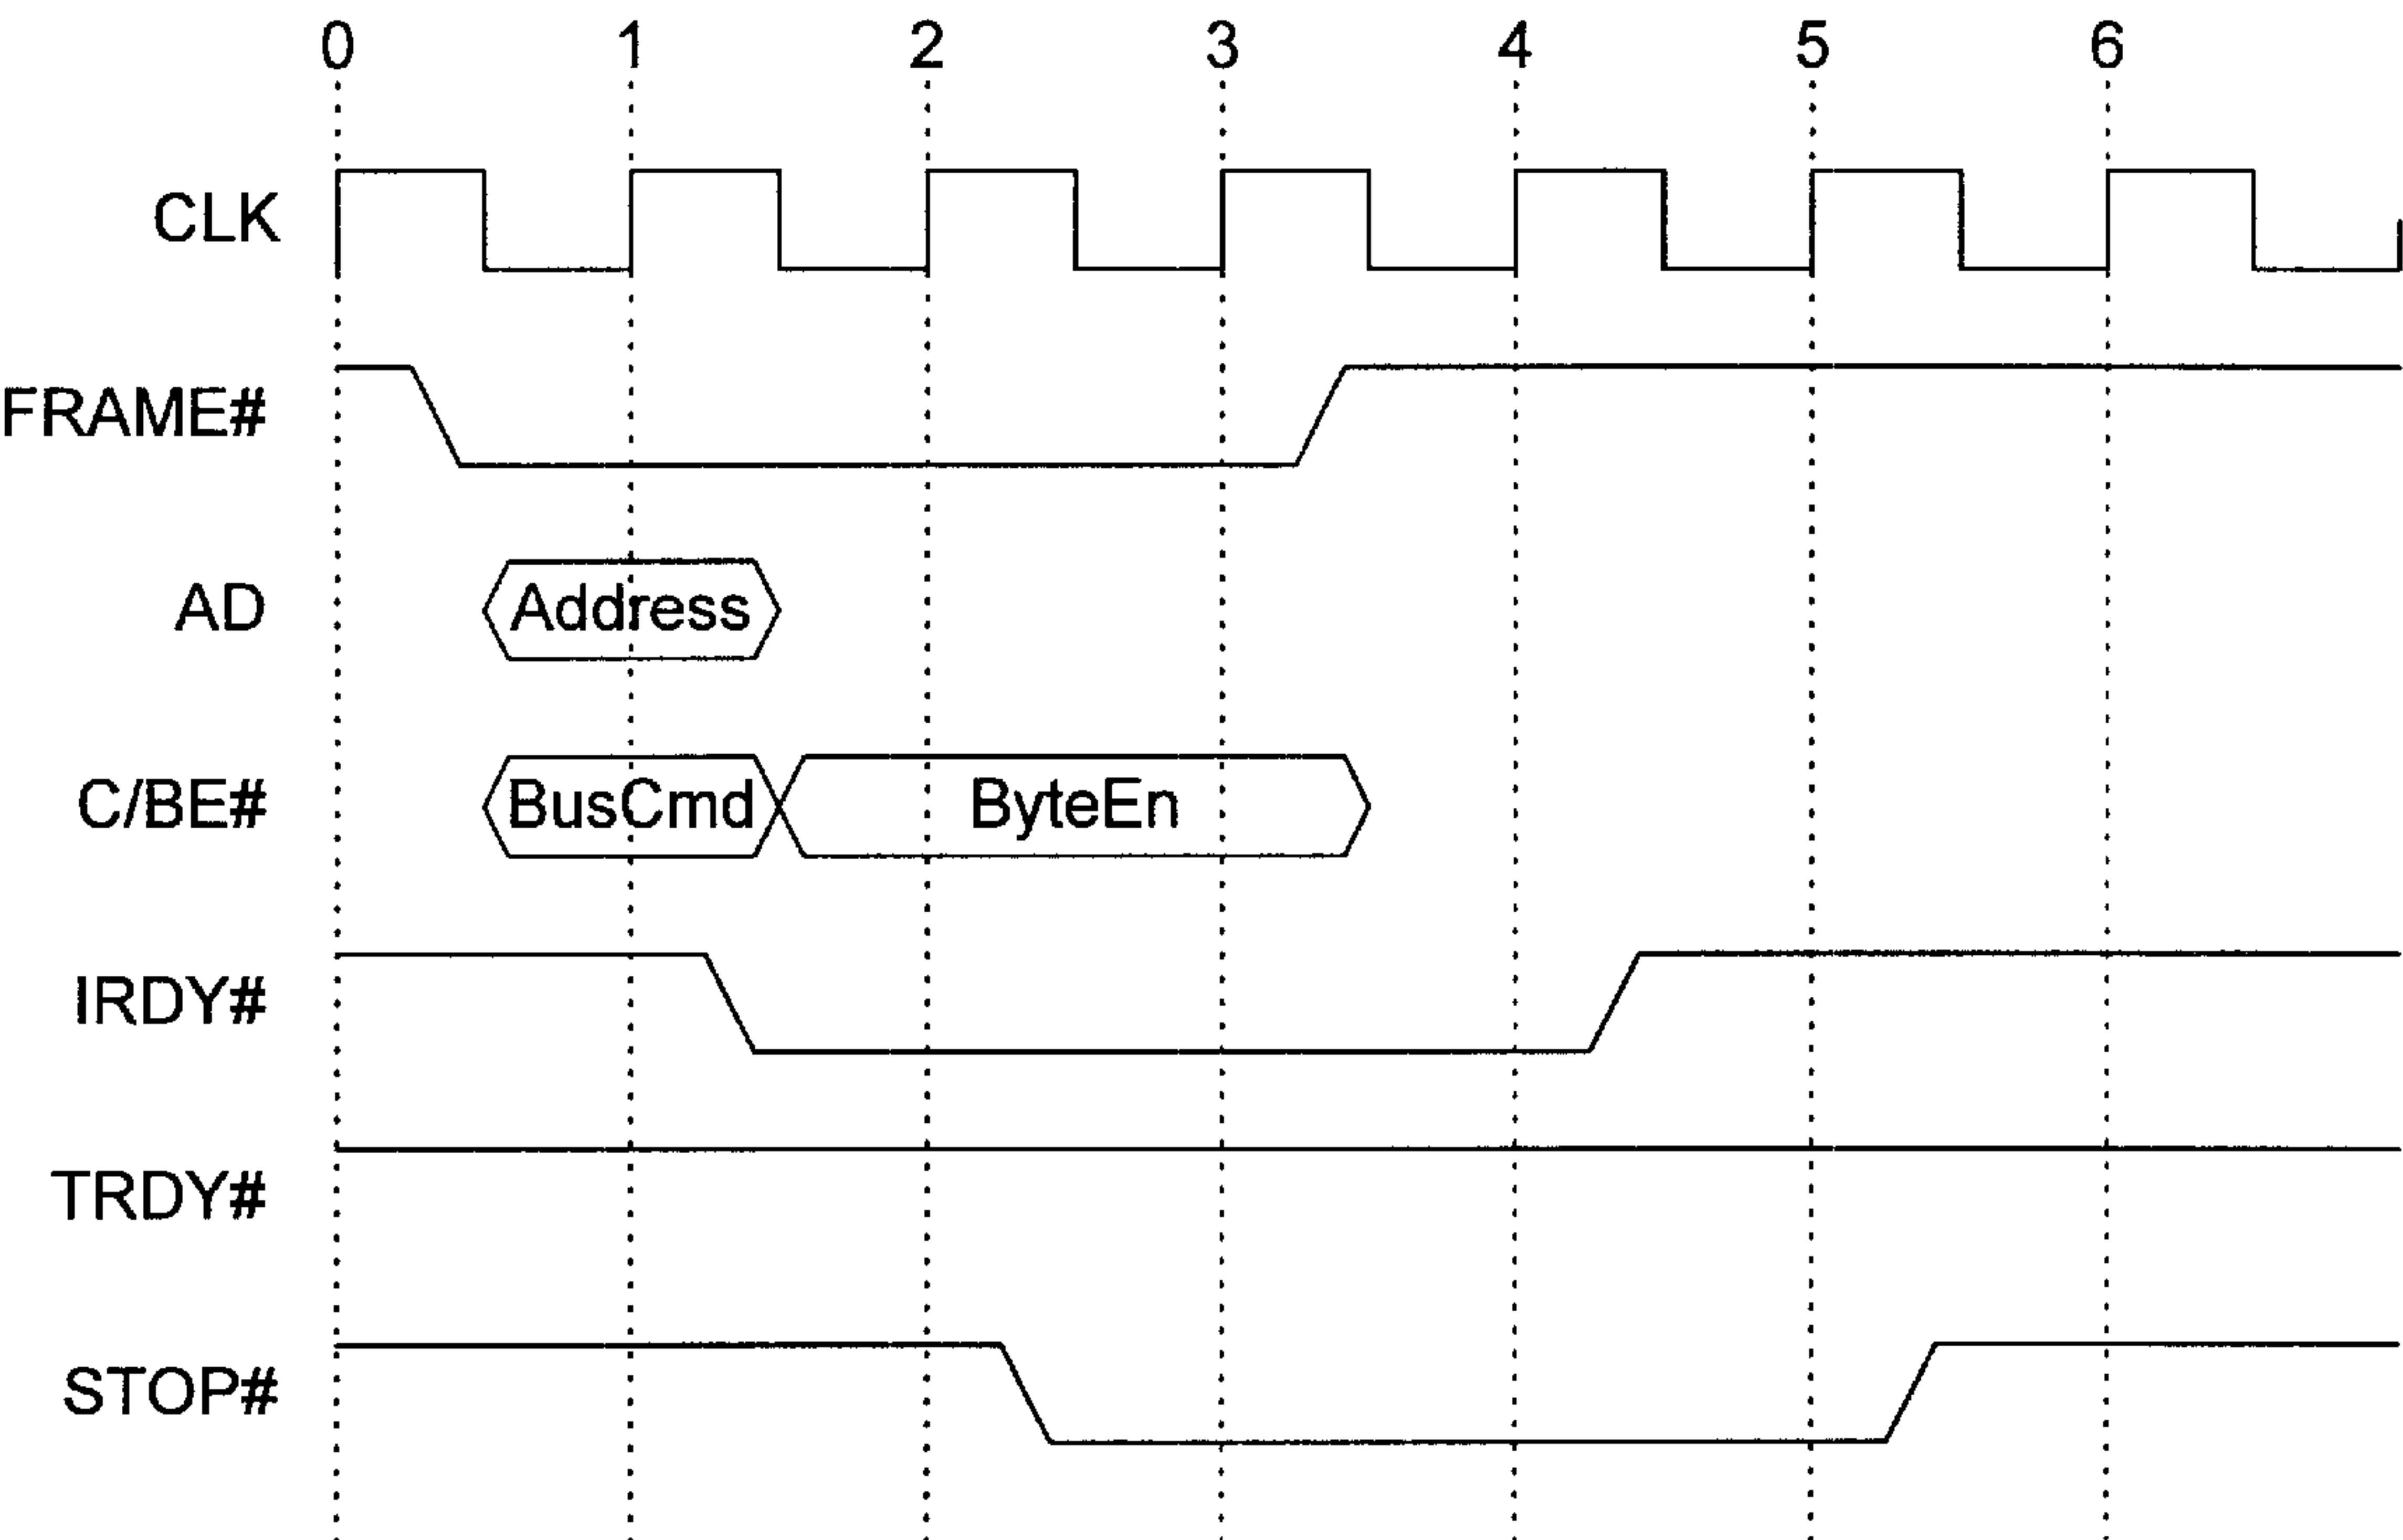 0 1 2 3 4 5 6
CLK
FRAME#
AD Address
C/BE# BusCmd ByteEn
IRDY#
TRDY#
STOP#